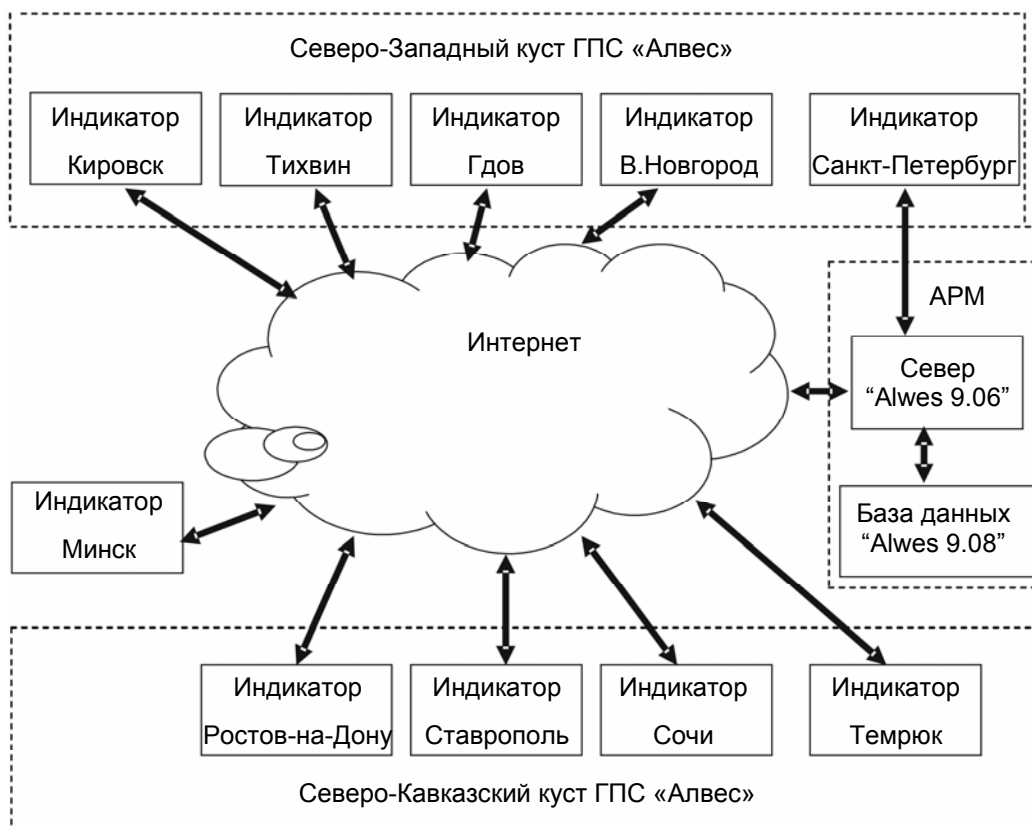 Северо-Западный куст ГПС «Алвес»
Индикатор
Кировск
Индикатор
Тихвин
Индикатор
Гдов
Индикатор
В.Новгород
Индикатор
Санкт-Петербург
АРМ
Интернет
Север
“Alwes 9.06”
База данных
“Alwes 9.08”
Индикатор
Минск
Индикатор
Ростов-на-Дону
Индикатор
Ставрополь
Индикатор
Сочи
Индикатор
Темрюк
Северо-Кавказский куст ГПС «Алвес»